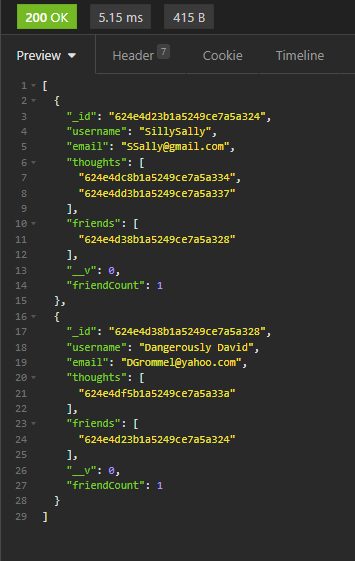 200 OK 5.15 ms 415 B
Preview Header 7 Cookie Timeline
1 [
2 {
3 "_id": "624e4d23b1a5249ce7a5a324",
4 "username": "SillySally",
5 "email": "SSally@gmail.com",
6 "thoughts": [
7 "624e4dc8b1a5249ce7a5a334",
8 "624e4dd3b1a5249ce7a5a337"
9 ],
10 "friends": [
11 "624e4d38b1a5249ce7a5a328"
12 ],
13 "__v": 0,
14 "friendCount": 1
15 },
16 {
17 "_id": "624e4d38b1a5249ce7a5a328",
18 "username": "Dangerously David",
19 "email": "DGrommel@yahoo.com",
20 "thoughts": [
21 "624e4df5b1a5249ce7a5a33a"
22 ],
23 "friends": [
24 "624e4d23b1a5249ce7a5a324"
25 ],
26 "__v": 0,
27 "friendCount": 1
28 }
29 ]